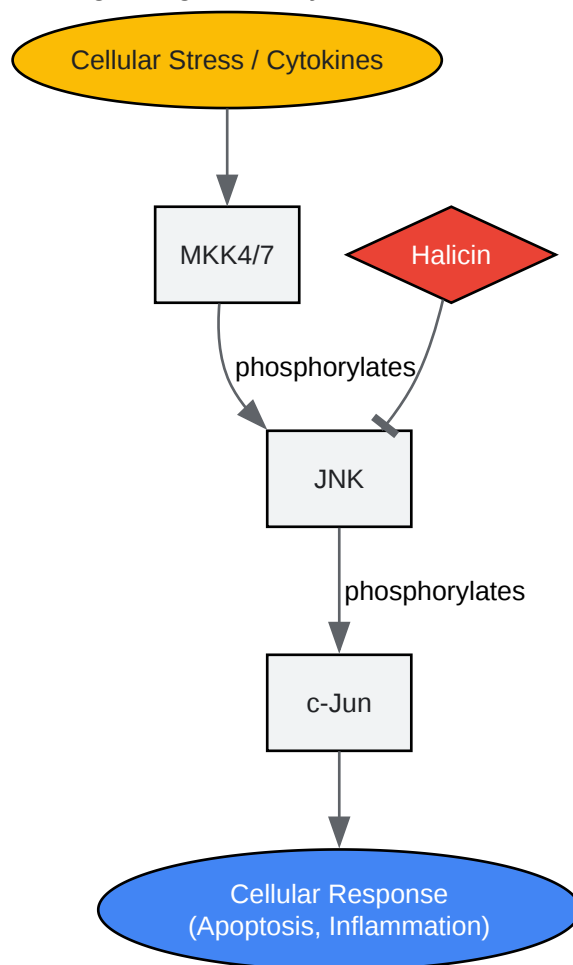 Cellular Stress / Cytokines
MKK4/7
Halicin
phosphorylates
JNK
phosphorylates
c-Jun
Cellular Response
(Apoptosis, Inflammation)